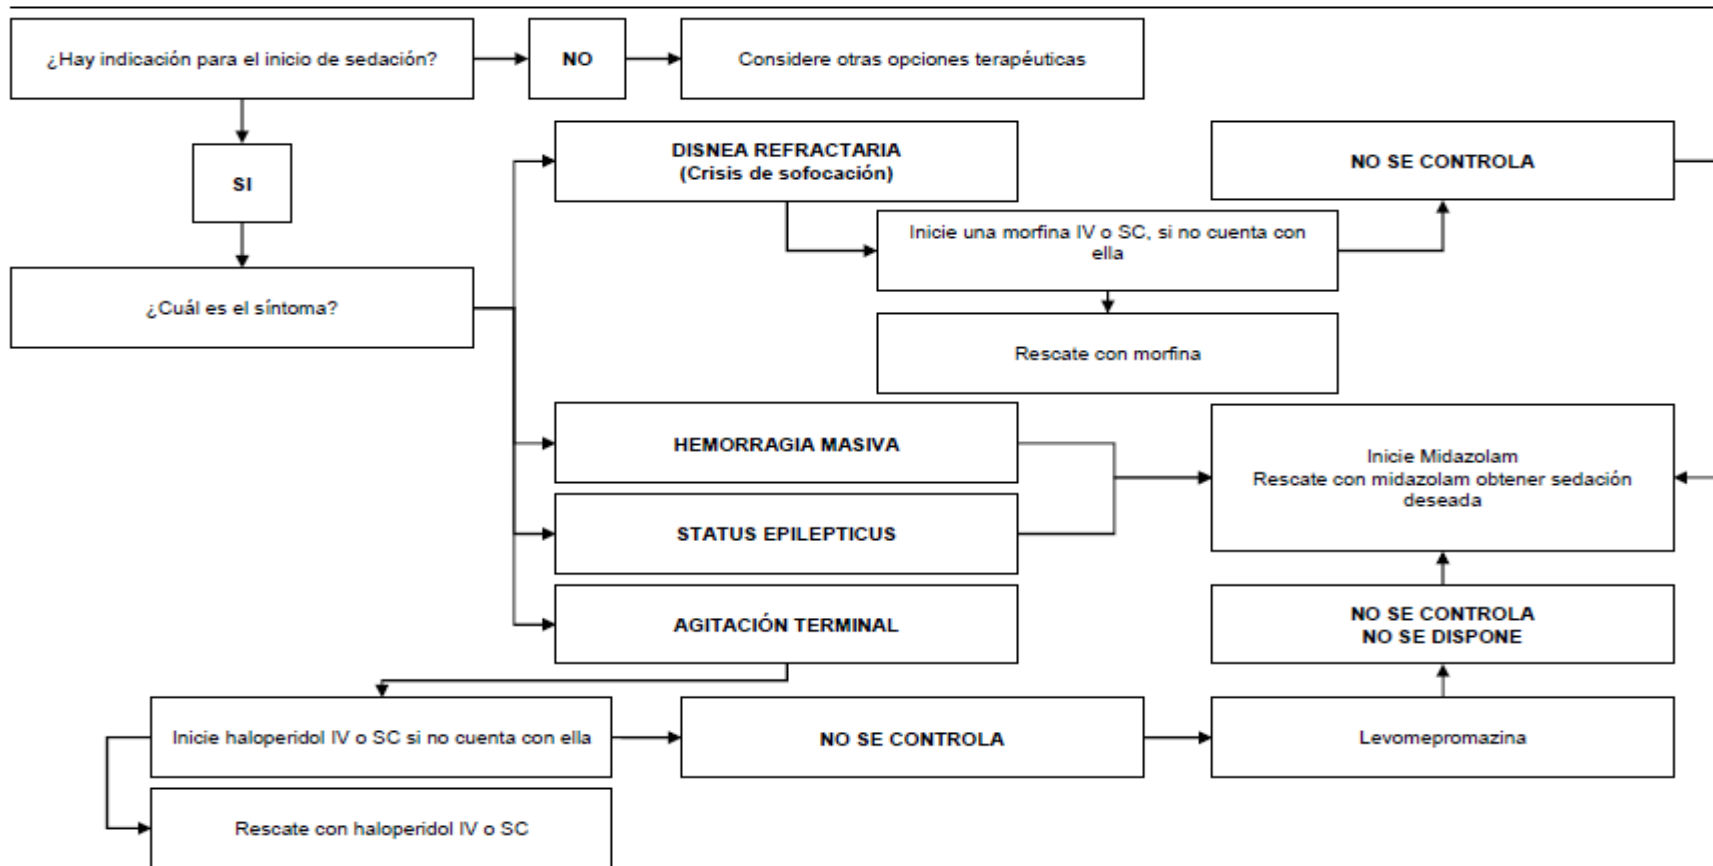 ¿Hay indicación para el inicio de sedación?
NO
Considere otras opciones terapéuticas
SI
DISNEA REFRACTARIA
(Crisis de sofocación)
NO SE CONTROLA
Inicie una morfina IV o SC, si no cuenta con
ella
¿Cuál es el síntoma?
Rescate con morfina
HEMORRAGIA MASIVA
Inicie Midazolam
Rescate con midazolam obtener sedación
deseada
STATUS EPILEPTICUS
AGITACIÓN TERMINAL
NO SE CONTROLA
NO SE DISPONE
Inicie haloperidol IV o SC si no cuenta con ella
NO SE CONTROLA
Levomepromazina
Rescate con haloperidol IV o SC